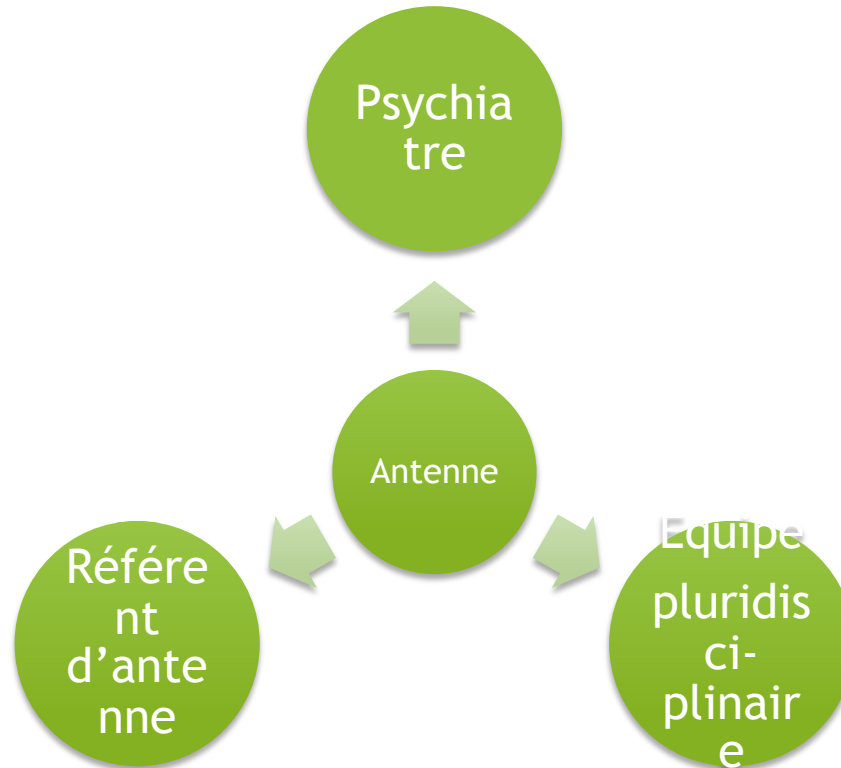 Psychia
tre
Antenne
Référe
nt
d’ante
nne
Equipe
pluridis
ci-
plinair
e